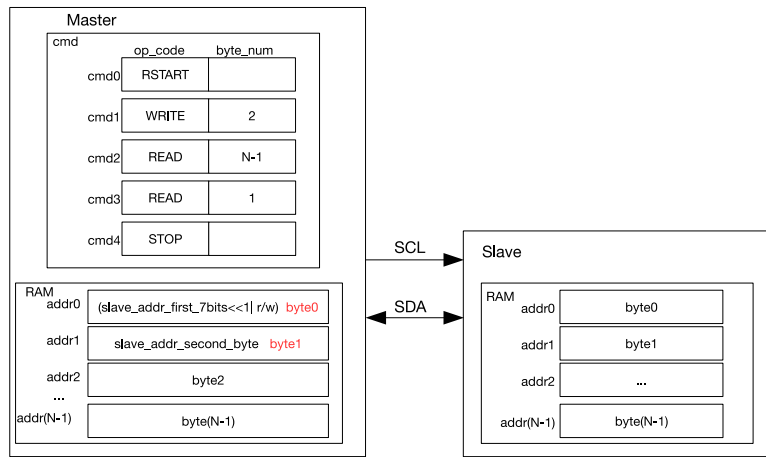 Master
cmd
op_code byte_num
cmd0 RSTART
cmd1 WRITE 2
cmd2 READ N-1
cmd3 READ 1
cmd4 STOP
RAM
addr0 (slave_addr_first_7bits<<1| r/w) byte0
addr1 slave_addr_second_byte byte1
addr2 byte2
...
addr(N-1) byte(N-1)
SCL
SDA
Slave
RAM
addr0 byte0
addr1 byte1
addr2 ...
addr(N-1) byte(N-1)